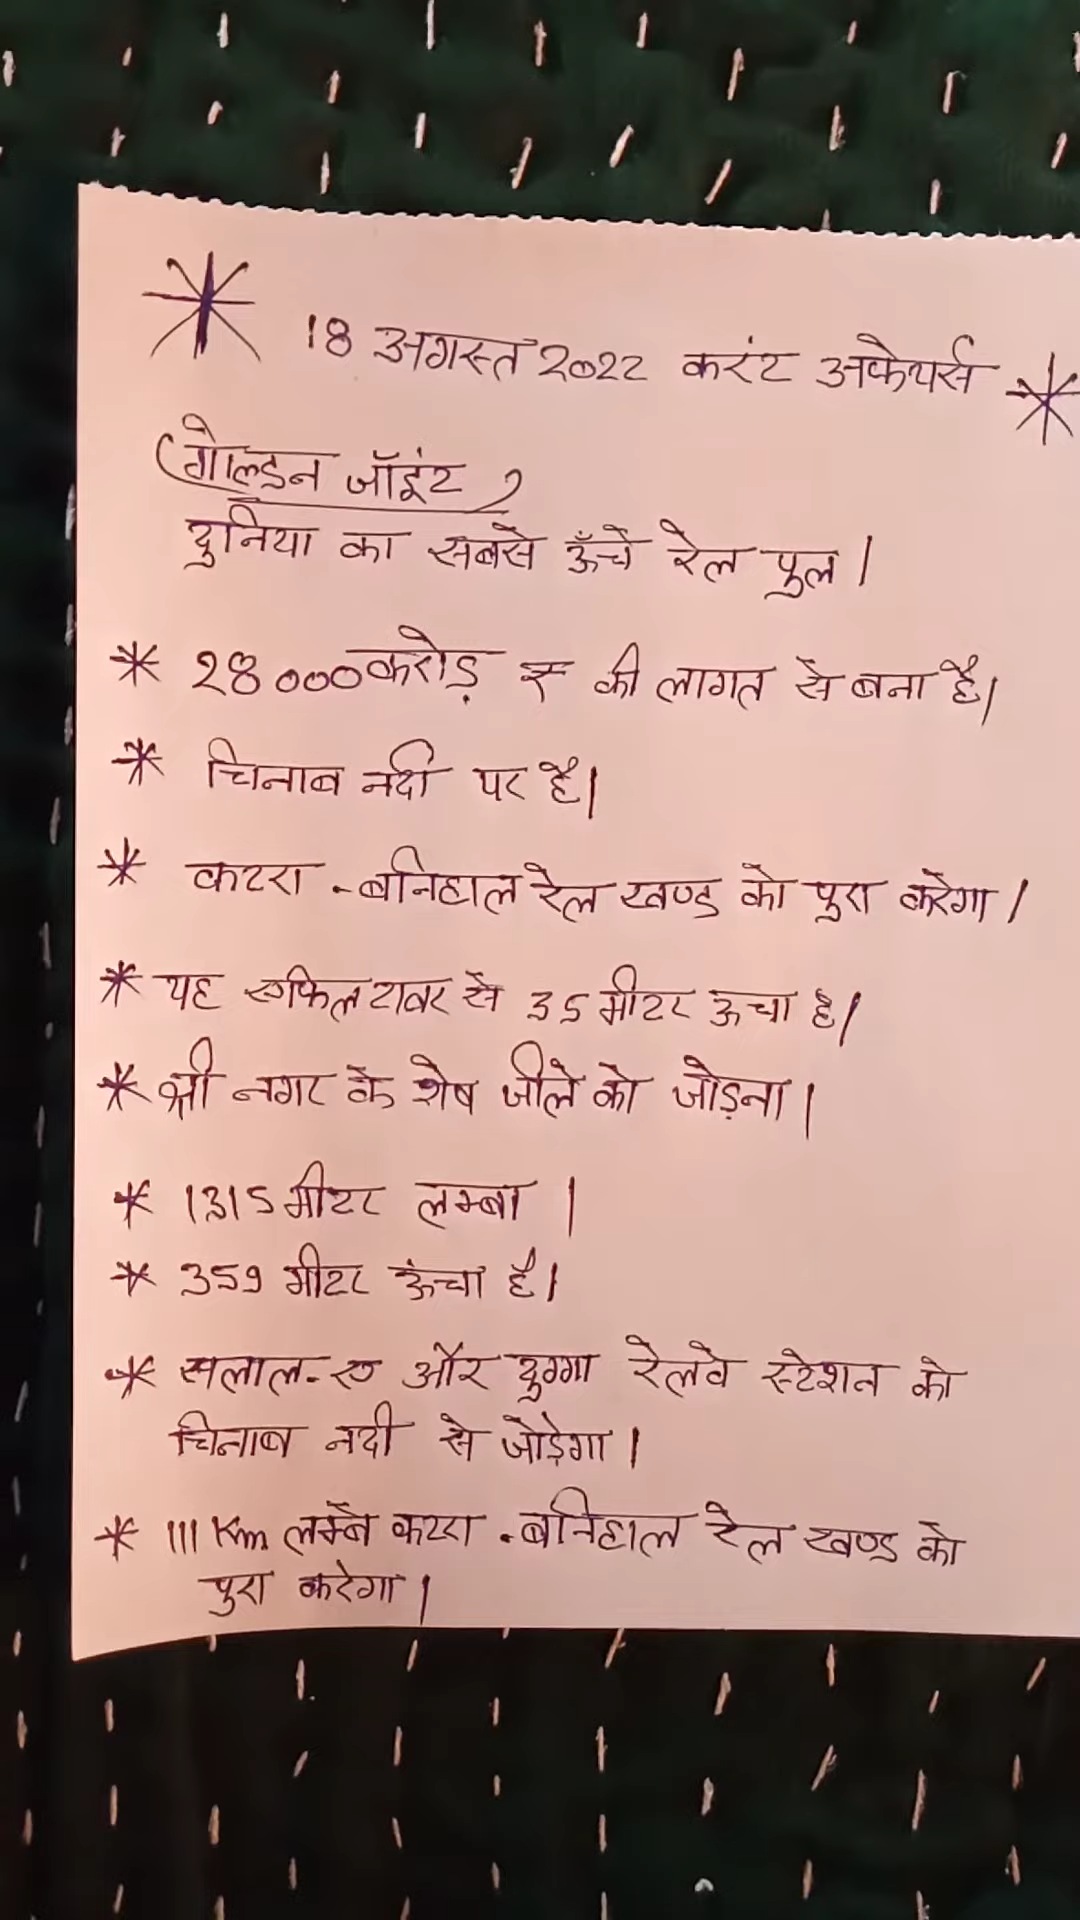 18 अगस्त 2022 करंट अफेयर्स
(गोल्डन जॉइंट)
दुनिया का सबसे ऊँचे रेल पुल।
* 28000 करोड़ ₹ की लागत से बना है।
* चिनाब नदी पर है।
* कटरा - बनिहाल रेल खण्ड को पुरा करेगा।
* यह एफिल टावर से 35 मीटर ऊचा है।
* श्री नगर के शेष जीले को जोड़ना।
* 1315 मीटर लम्बा।
* 359 मीटर ऊंचा है।
* सलाल-ए और दुग्गा रेलवे स्टेशन को
चिनाब नदी से जोड़ेगा।
* 111 Km लम्बे कटरा - बनिहाल रेल खण्ड को
पुरा करेगा।